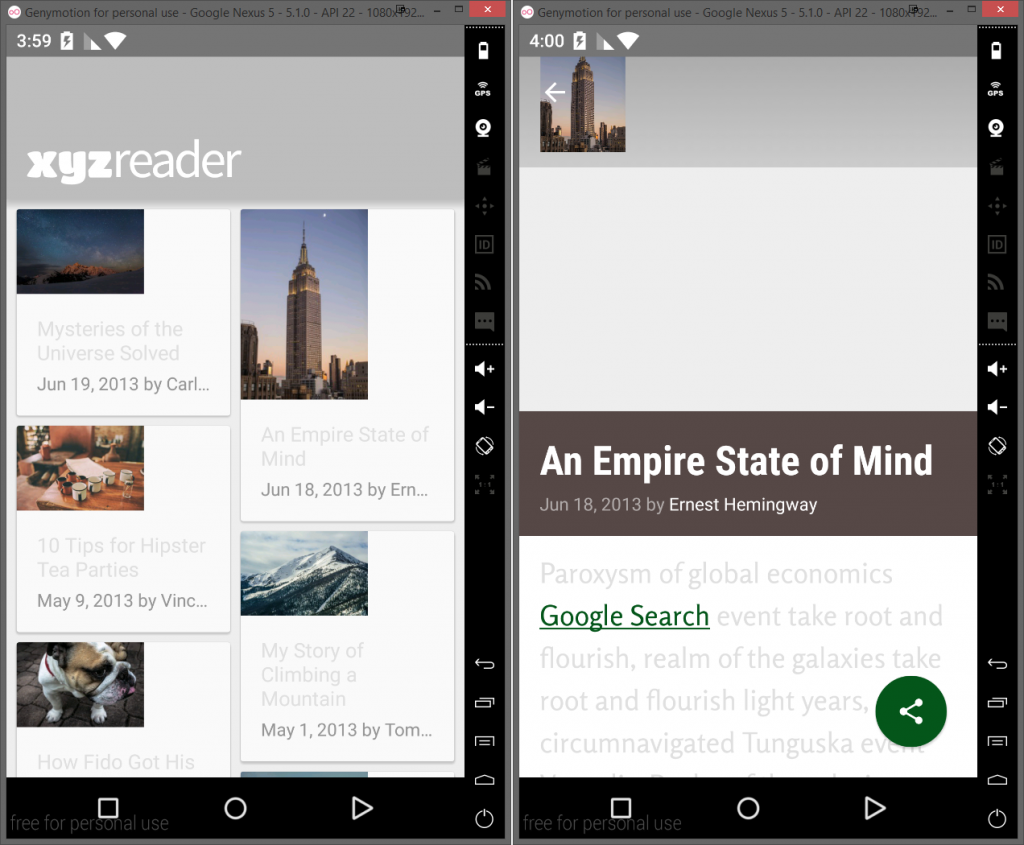 Genymotion for personal use - Google Nexus 5 - 5.1.0 - API 22 - 1080x192...
3:59
GPS
ID
xyzreader
Mysteries of the
Universe Solved
Jun 19, 2013 by Carl...
An Empire State of
Mind
Jun 18, 2013 by Ern...
10 Tips for Hipster
Tea Parties
May 9, 2013 by Vinc...
My Story of
Climbing a
Mountain
May 1, 2013 by Tom...
How Fido Got His
1:1
free for personal use
Genymotion for personal use - Google Nexus 5 - 5.1.0 - API 22 - 1080x192...
4:00
GPS
ID
An Empire State of Mind
Jun 18, 2013 by Ernest Hemingway
Paroxysm of global economics
Google Search event take root and
flourish, realm of the galaxies take
root and flourish light years,
circumnavigated Tunguska event
1:1
free for personal use